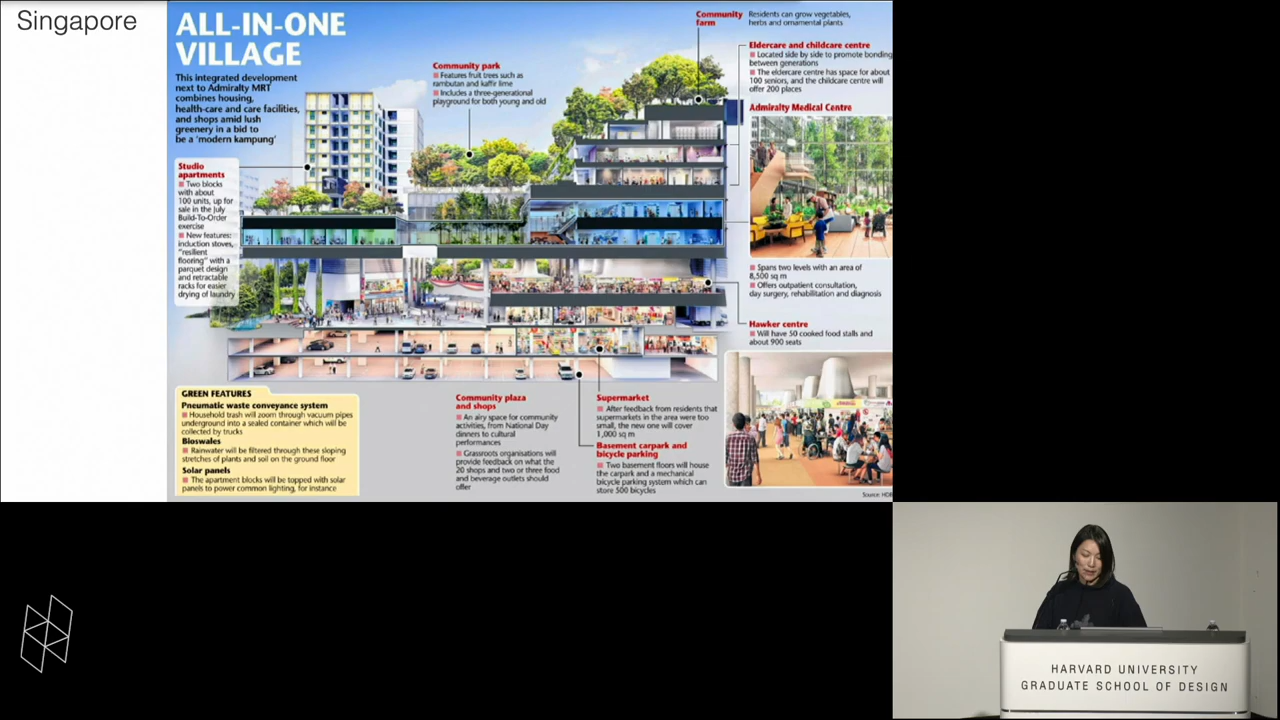 Singapore
ALL-IN-ONE
VILLAGE
This integrated development
next to Admiralty MRT
combines housing,
health-care and care facilities,
and shops amid lush
greenery in a bid to
be a 'modern kampung'
Studio
apartments
Two blocks
with about
100 units, up for
sale in the July
Build-To-Order
exercise
New features:
induction stoves,
"resilient
flooring" with a
parquet design
and retractable
racks for easier
drying of laundry
Community park
Features fruit trees such as
rambutan and kaffir lime
Includes a three-generational
playground for both young and old
Community
farm
Residents can grow vegetables,
herbs and ornamental plants
Eldercare and childcare centre
Located side by side to promote bonding
between generations
The eldercare centre has space for about
100 seniors, and the childcare centre will
offer 200 places
Admiralty Medical Centre
Spans two levels with an area of
8,500 sq m
Offers outpatient consultation,
day surgery, rehabilitation and diagnosis
Hawker centre
Will have 50 cooked food stalls and
about 900 seats
GREEN FEATURES
Pneumatic waste conveyance system
Household trash will zoom through vacuum pipes
underground into a sealed container which will be
collected by trucks
Bioswales
Rainwater will be filtered through these sloping
stretches of plants and soil on the ground floor
Solar panels
The apartment blocks will be topped with solar
panels to power common lighting, for instance
Community plaza
and shops
An airy space for community
activities, from National Day
dinners to cultural
performances
Grassroots organisations will
provide feedback on what the
20 shops and two or three food
and beverage outlets should
offer
Supermarket
After feedback from residents that
supermarkets in the area were too
small, the new one will cover
1,000 sq m
Basement carpark and
bicycle parking
Two basement floors will house
the carpark and a mechanical
bicycle parking system which can
store 500 bicycles
Source: HDB
HARVARD UNIVERSITY
GRADUATE SCHOOL OF DESIGN